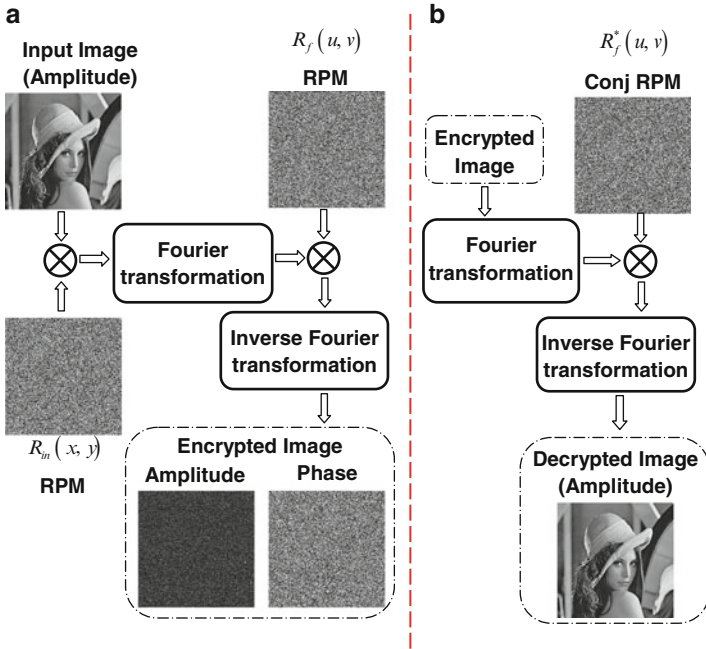 a
Input Image
(Amplitude)
R_f(u, v)
RPM
Fourier
transformation
Inverse Fourier
transformation
R_in(x, y)
RPM
Encrypted Image
Amplitude
Phase
b
R_f^*(u, v)
Conj RPM
Encrypted
Image
Fourier
transformation
Inverse Fourier
transformation
Decrypted Image
(Amplitude)